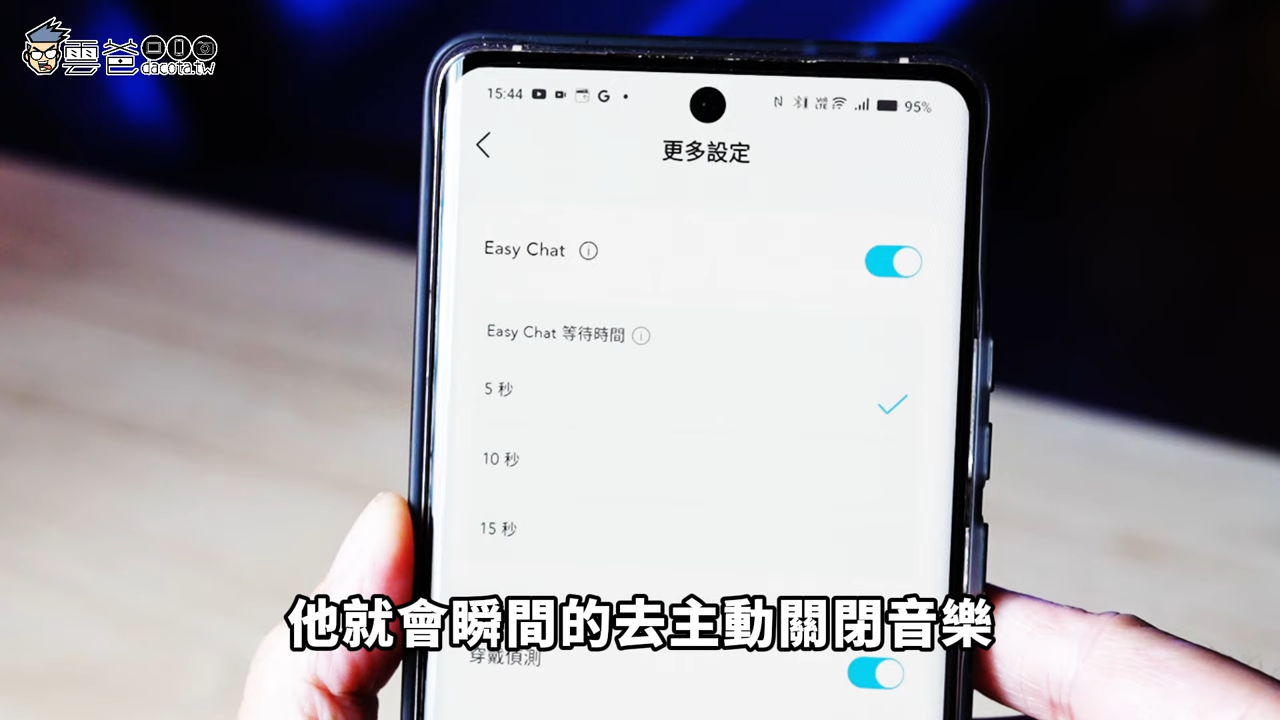 雲爸
dacota.tw
15:44
95%
更多設定
Easy Chat
Easy Chat 等待時間
5 秒
10 秒
15 秒
他就會瞬間的去主動關閉音樂
穿戴偵測